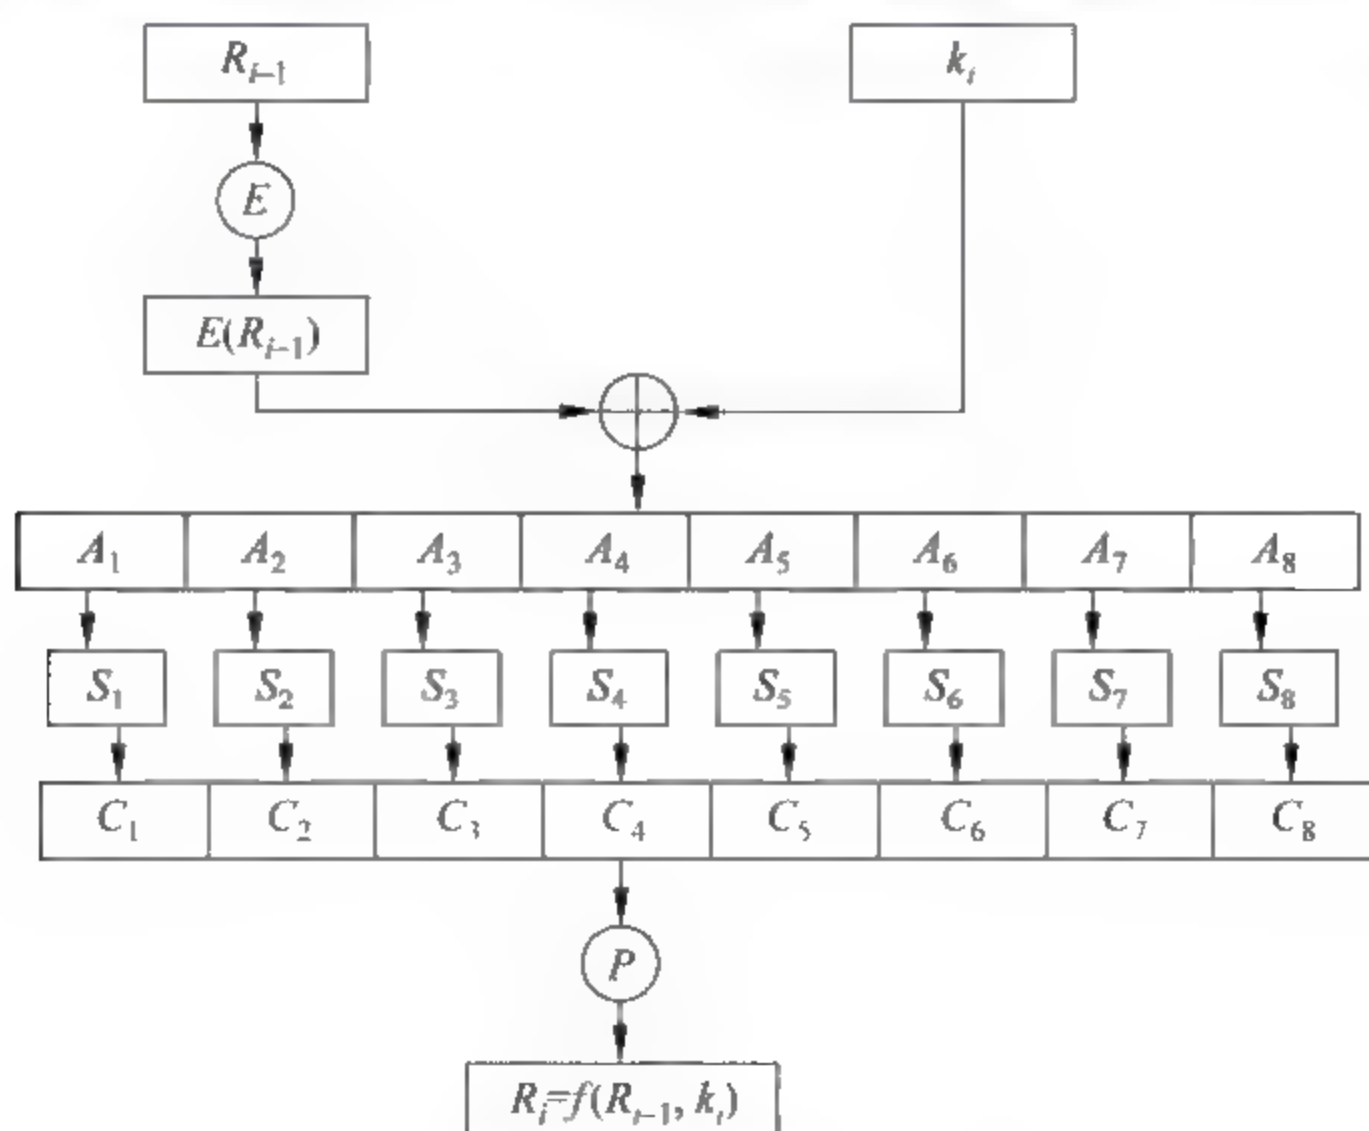 R_{i-1} k_i
E
E(R_{i-1})
A_1 A_2 A_3 A_4 A_5 A_6 A_7 A_8
S_1 S_2 S_3 S_4 S_5 S_6 S_7 S_8
C_1 C_2 C_3 C_4 C_5 C_6 C_7 C_8
P
R_i=f(R_{i-1}, k_i)